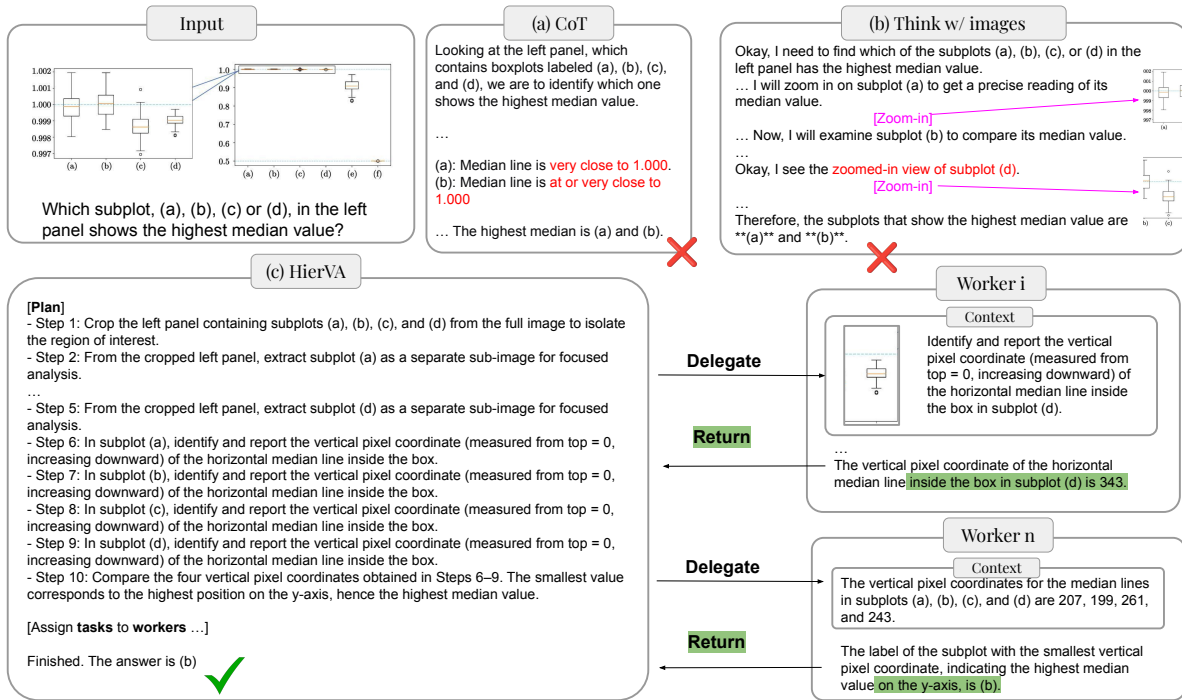 Input
1.002
1.001
1.000
0.999
0.998
0.997
(a)
(b)
(c)
(d)
1.0
0.9
0.8
0.7
0.6
0.5
(a)
(b)
(c)
(d)
(e)
(f)
Which subplot, (a), (b), (c) or (d), in the left
panel shows the highest median value?
(a) CoT
Looking at the left panel, which
contains boxplots labeled (a), (b), (c),
and (d), we are to identify which one
shows the highest median value.
…
(a): Median line is very close to 1.000.
(b): Median line is at or very close to
1.000
… The highest median is (a) and (b).
(b) Think w/ images
Okay, I need to find which of the subplots (a), (b), (c), or (d) in the
left panel has the highest median value.
… I will zoom in on subplot (a) to get a precise reading of its
median value.
[Zoom-in]
… Now, I will examine subplot (b) to compare its median value.
…
Okay, I see the zoomed-in view of subplot (d).
[Zoom-in]
…
Therefore, the subplots that show the highest median value are
**(a)** and **(b)**.
002
001
000
999
998
997
(a)
b)
(c)
(c) HierVA
[Plan]
- Step 1: Crop the left panel containing subplots (a), (b), (c), and (d) from the full image to isolate
the region of interest.
- Step 2: From the cropped left panel, extract subplot (a) as a separate sub-image for focused
analysis.
…
- Step 5: From the cropped left panel, extract subplot (d) as a separate sub-image for focused
analysis.
- Step 6: In subplot (a), identify and report the vertical pixel coordinate (measured from top = 0,
increasing downward) of the horizontal median line inside the box.
- Step 7: In subplot (b), identify and report the vertical pixel coordinate (measured from top = 0,
increasing downward) of the horizontal median line inside the box.
- Step 8: In subplot (c), identify and report the vertical pixel coordinate (measured from top = 0,
increasing downward) of the horizontal median line inside the box.
- Step 9: In subplot (d), identify and report the vertical pixel coordinate (measured from top = 0,
increasing downward) of the horizontal median line inside the box.
- Step 10: Compare the four vertical pixel coordinates obtained in Steps 6–9. The smallest value
corresponds to the highest position on the y-axis, hence the highest median value.
[Assign tasks to workers …]
Finished. The answer is (b)
Delegate
Return
Delegate
Return
Worker i
Context
Identify and report the vertical
pixel coordinate (measured from
top = 0, increasing downward) of
the horizontal median line inside
the box in subplot (d).
…
The vertical pixel coordinate of the horizontal
median line inside the box in subplot (d) is 343.
Worker n
Context
The vertical pixel coordinates for the median lines
in subplots (a), (b), (c), and (d) are 207, 199, 261,
and 243.
The label of the subplot with the smallest vertical
pixel coordinate, indicating the highest median
value on the y-axis, is (b).